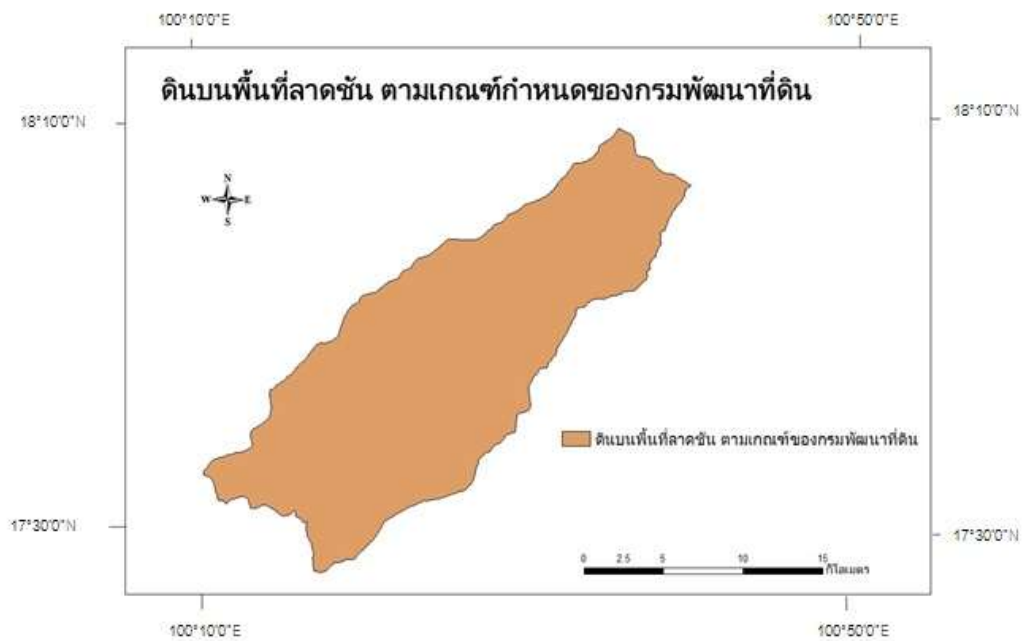 100°10'0"E 100°50'0"E
ดินบนพื้นที่ลาดชัน ตามเกณฑ์กำหนดของกรมพัฒนาที่ดิน
18°10'0"N 18°10'0"N
N
W E
S
ดินบนพื้นที่ลาดชัน ตามเกณฑ์ของกรมพัฒนาที่ดิน
17°30'0"N 17°30'0"N
0 2.5 5 10 15
กิโลเมตร
100°10'0"E 100°50'0"E